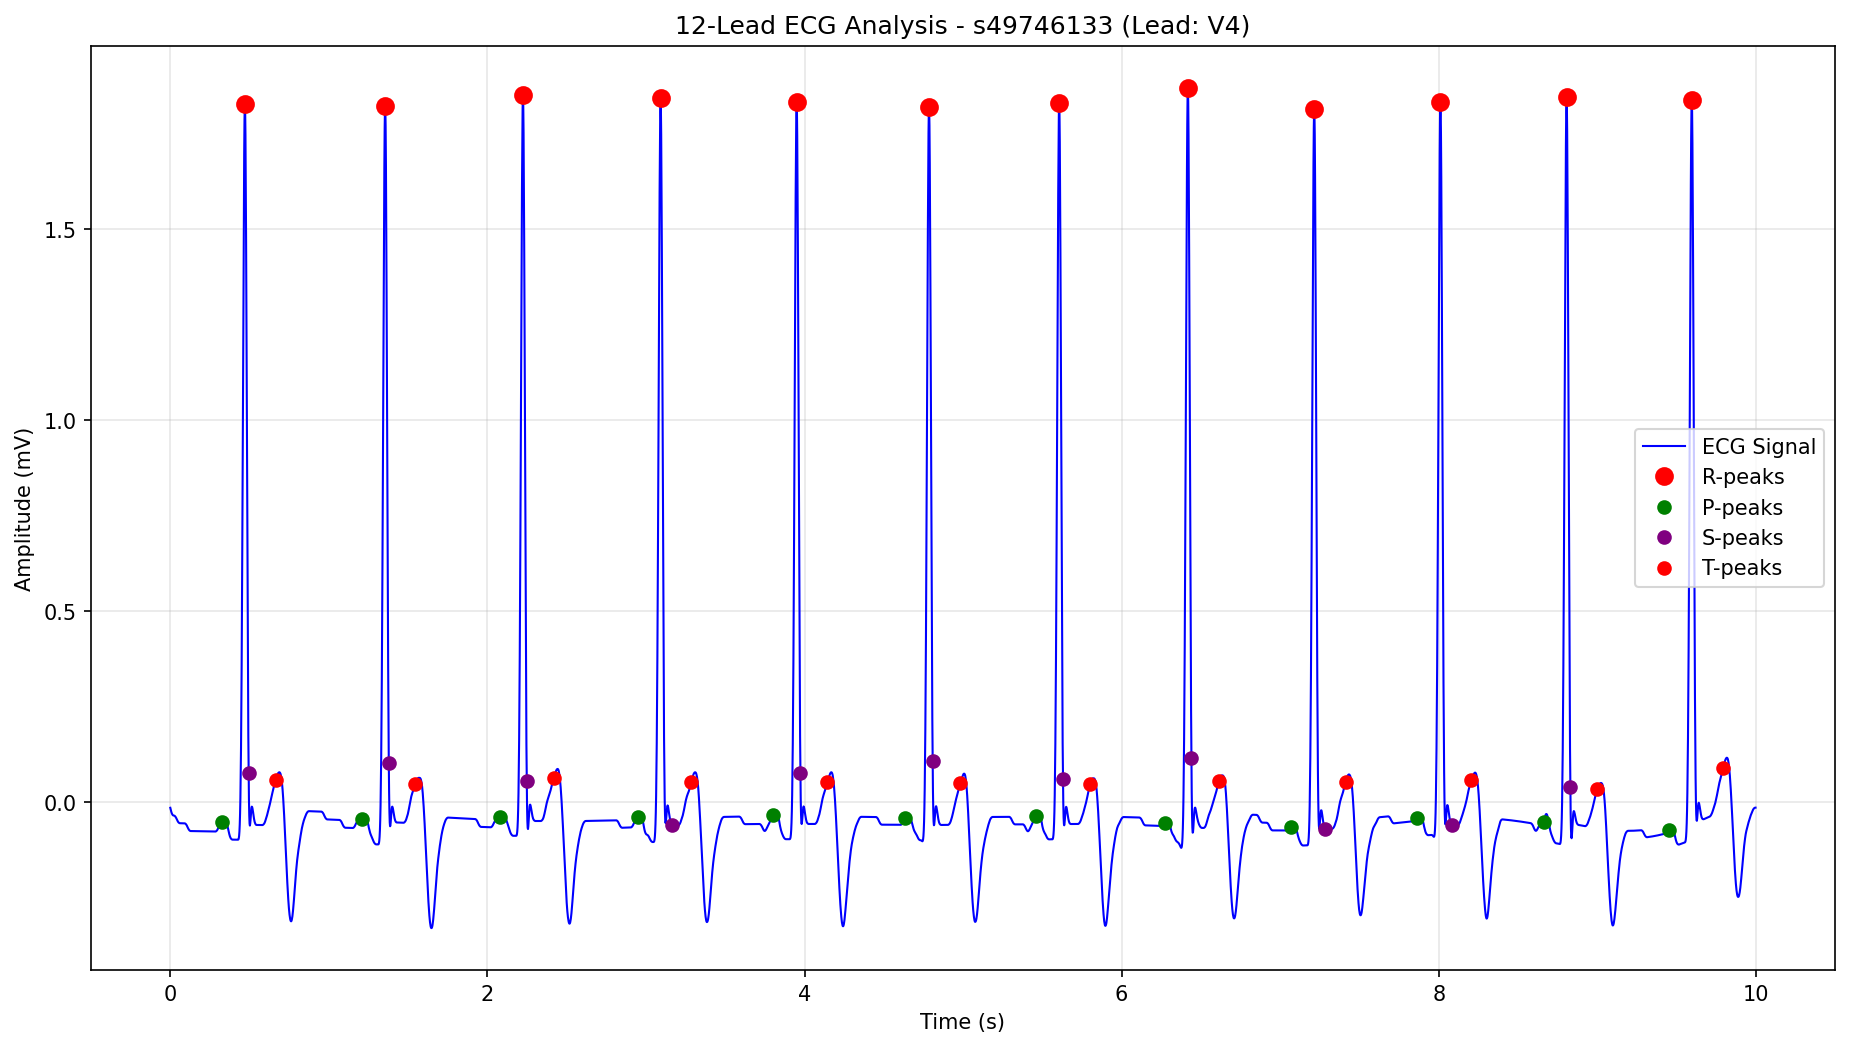 12-Lead ECG Analysis - s49746133 (Lead: V4)
Amplitude (mV)
1.5
1.0
0.5
0.0
ECG Signal
R-peaks
P-peaks
S-peaks
T-peaks
0 2 4 6 8 10
Time (s)